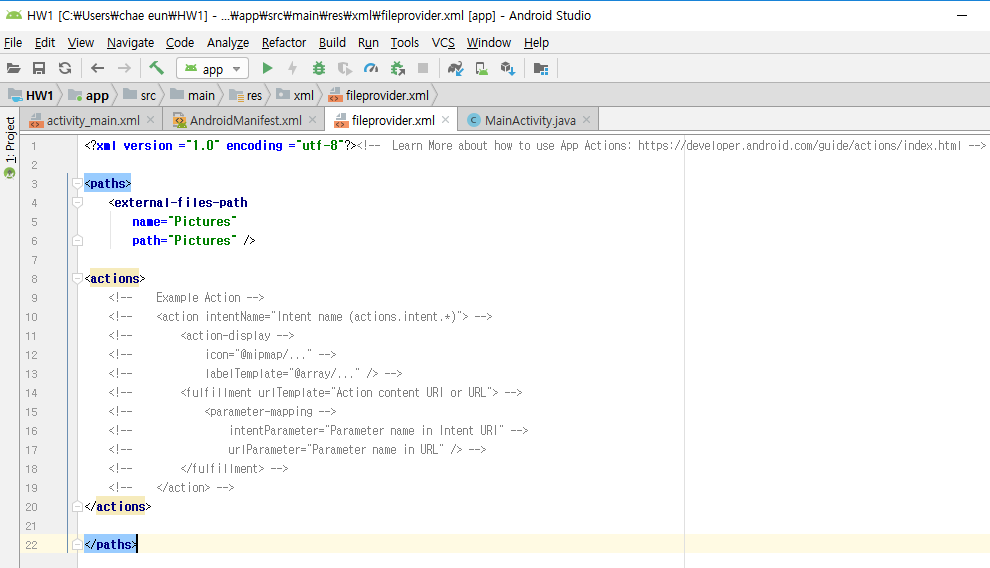 HW1 [C:₩Users₩chae eun₩HW1] - ...₩app₩src₩main₩res₩xml₩fileprovider.xml [app] - Android Studio
File Edit View Navigate Code Analyze Refactor Build Run Tools VCS Window Help
app
HW1 app src main res xml fileprovider.xml
activity_main.xml AndroidManifest.xml fileprovider.xml MainActivity.java
1: Project
1 <?xml version ="1.0" encoding ="utf-8"?><!-- Learn More about how to use App Actions: https://developer.android.com/guide/actions/index.html -->
2
3 <paths>
4 <external-files-path
5 name="Pictures"
6 path="Pictures" />
7
8 <actions>
9 <!-- Example Action -->
10 <!-- <action intentName="Intent name (actions.intent.*)"> -->
11 <!-- <action-display -->
12 <!-- icon="@mipmap/..." -->
13 <!-- labelTemplate="@array/..." /> -->
14 <!-- <fulfillment urlTemplate="Action content URI or URL"> -->
15 <!-- <parameter-mapping -->
16 <!-- intentParameter="Parameter name in Intent URI" -->
17 <!-- urlParameter="Parameter name in URL" /> -->
18 <!-- </fulfillment> -->
19 <!-- </action> -->
20 </actions>
21
22 </paths>